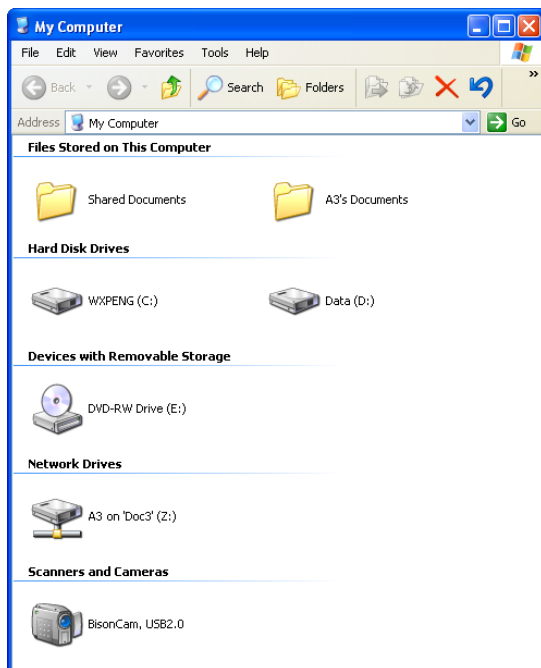 My Computer
File Edit View Favorites Tools Help
Back Search Folders »
Address My Computer Go
Files Stored on This Computer
Shared Documents A3's Documents
Hard Disk Drives
WXPENG (C:) Data (D:)
Devices with Removable Storage
DVD-RW Drive (E:)
Network Drives
A3 on 'Doc3' (Z:)
Scanners and Cameras
BisonCam, USB2.0